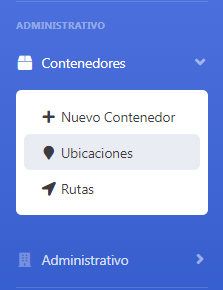 ADMINISTRATIVO
Contenedores
Nuevo Contenedor
Ubicaciones
Rutas
Administrativo